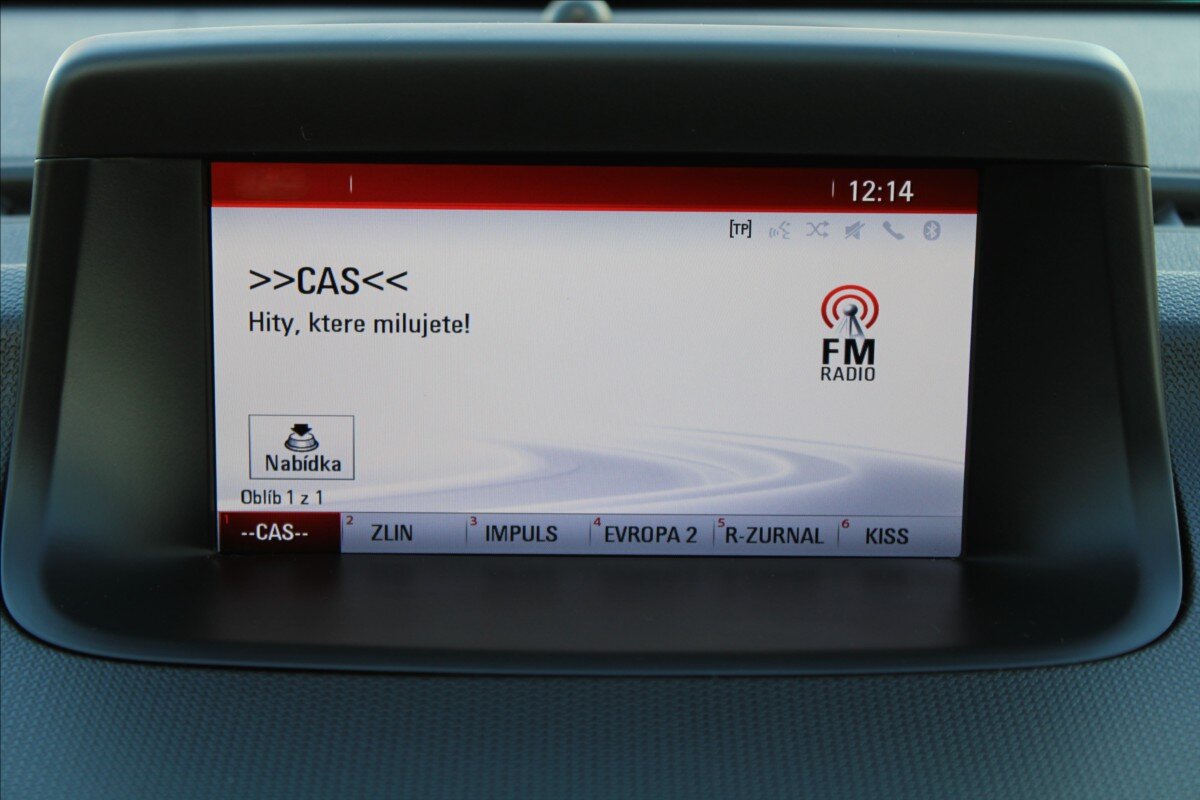 12:14
[TP]
>>CAS<<
Hity, ktere milujete!
FM
RADIO
Nabídka
Oblíb 1 z 1
1 --CAS-- 2 ZLIN 3 IMPULS 4 EVROPA 2 5 R-ZURNAL 6 KISS